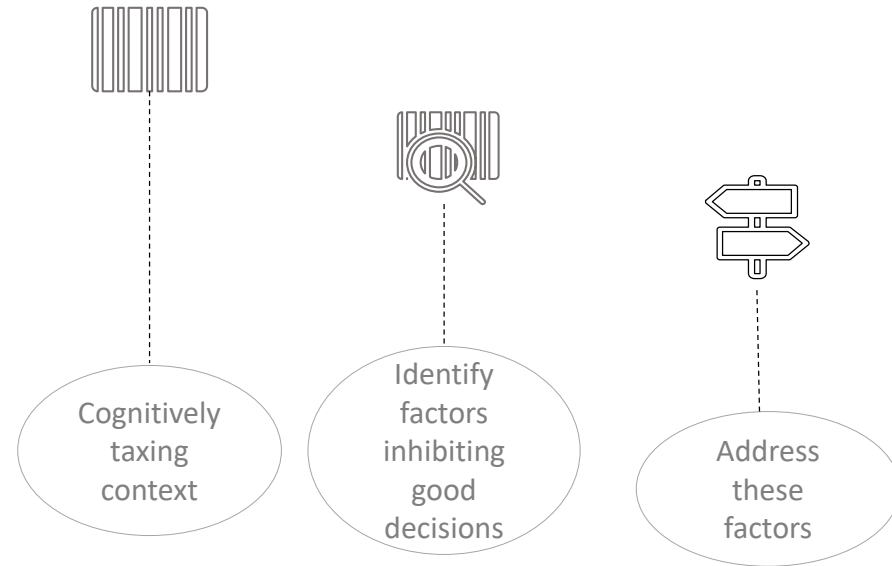 Cognitively
taxing
context
Identify
factors
inhibiting
good
decisions
Address
these
factors